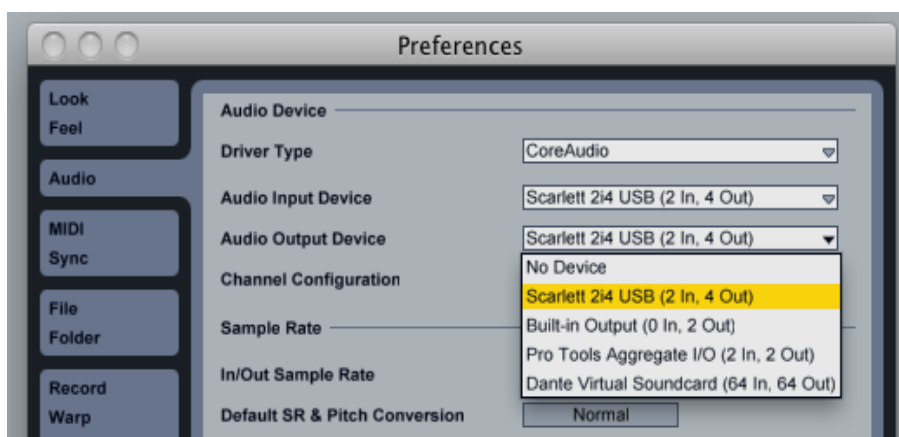 Preferences
Look
Feel
Audio
MIDI
Sync
File
Folder
Record
Warp
Audio Device
Driver Type CoreAudio
Audio Input Device Scarlett 2i4 USB (2 In, 4 Out)
Audio Output Device Scarlett 2i4 USB (2 In, 4 Out)
No Device
Scarlett 2i4 USB (2 In, 4 Out)
Built-in Output (0 In, 2 Out)
Pro Tools Aggregate I/O (2 In, 2 Out)
Dante Virtual Soundcard (64 In, 64 Out)
Channel Configuration
Sample Rate
In/Out Sample Rate
Default SR & Pitch Conversion Normal